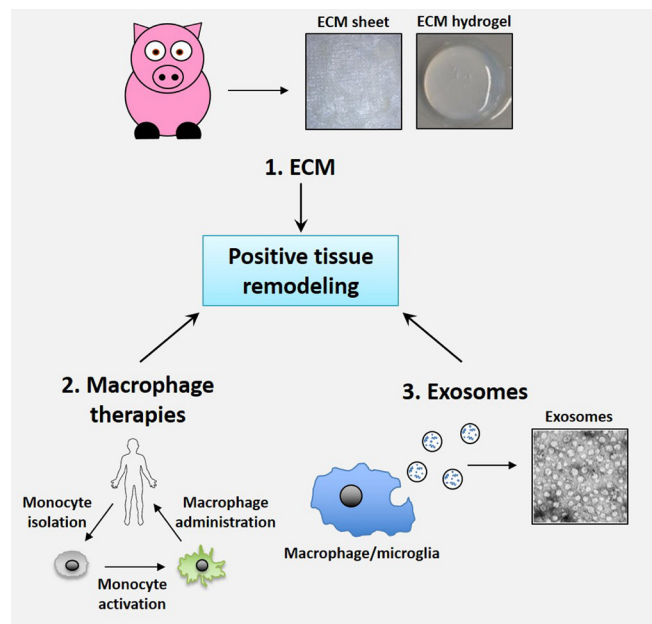 ECM sheet
ECM hydrogel
1. ECM
Positive tissue
remodeling
2. Macrophage
therapies
3. Exosomes
Exosomes
Monocyte
isolation
Macrophage
administration
Monocyte
activation
Macrophage/microglia